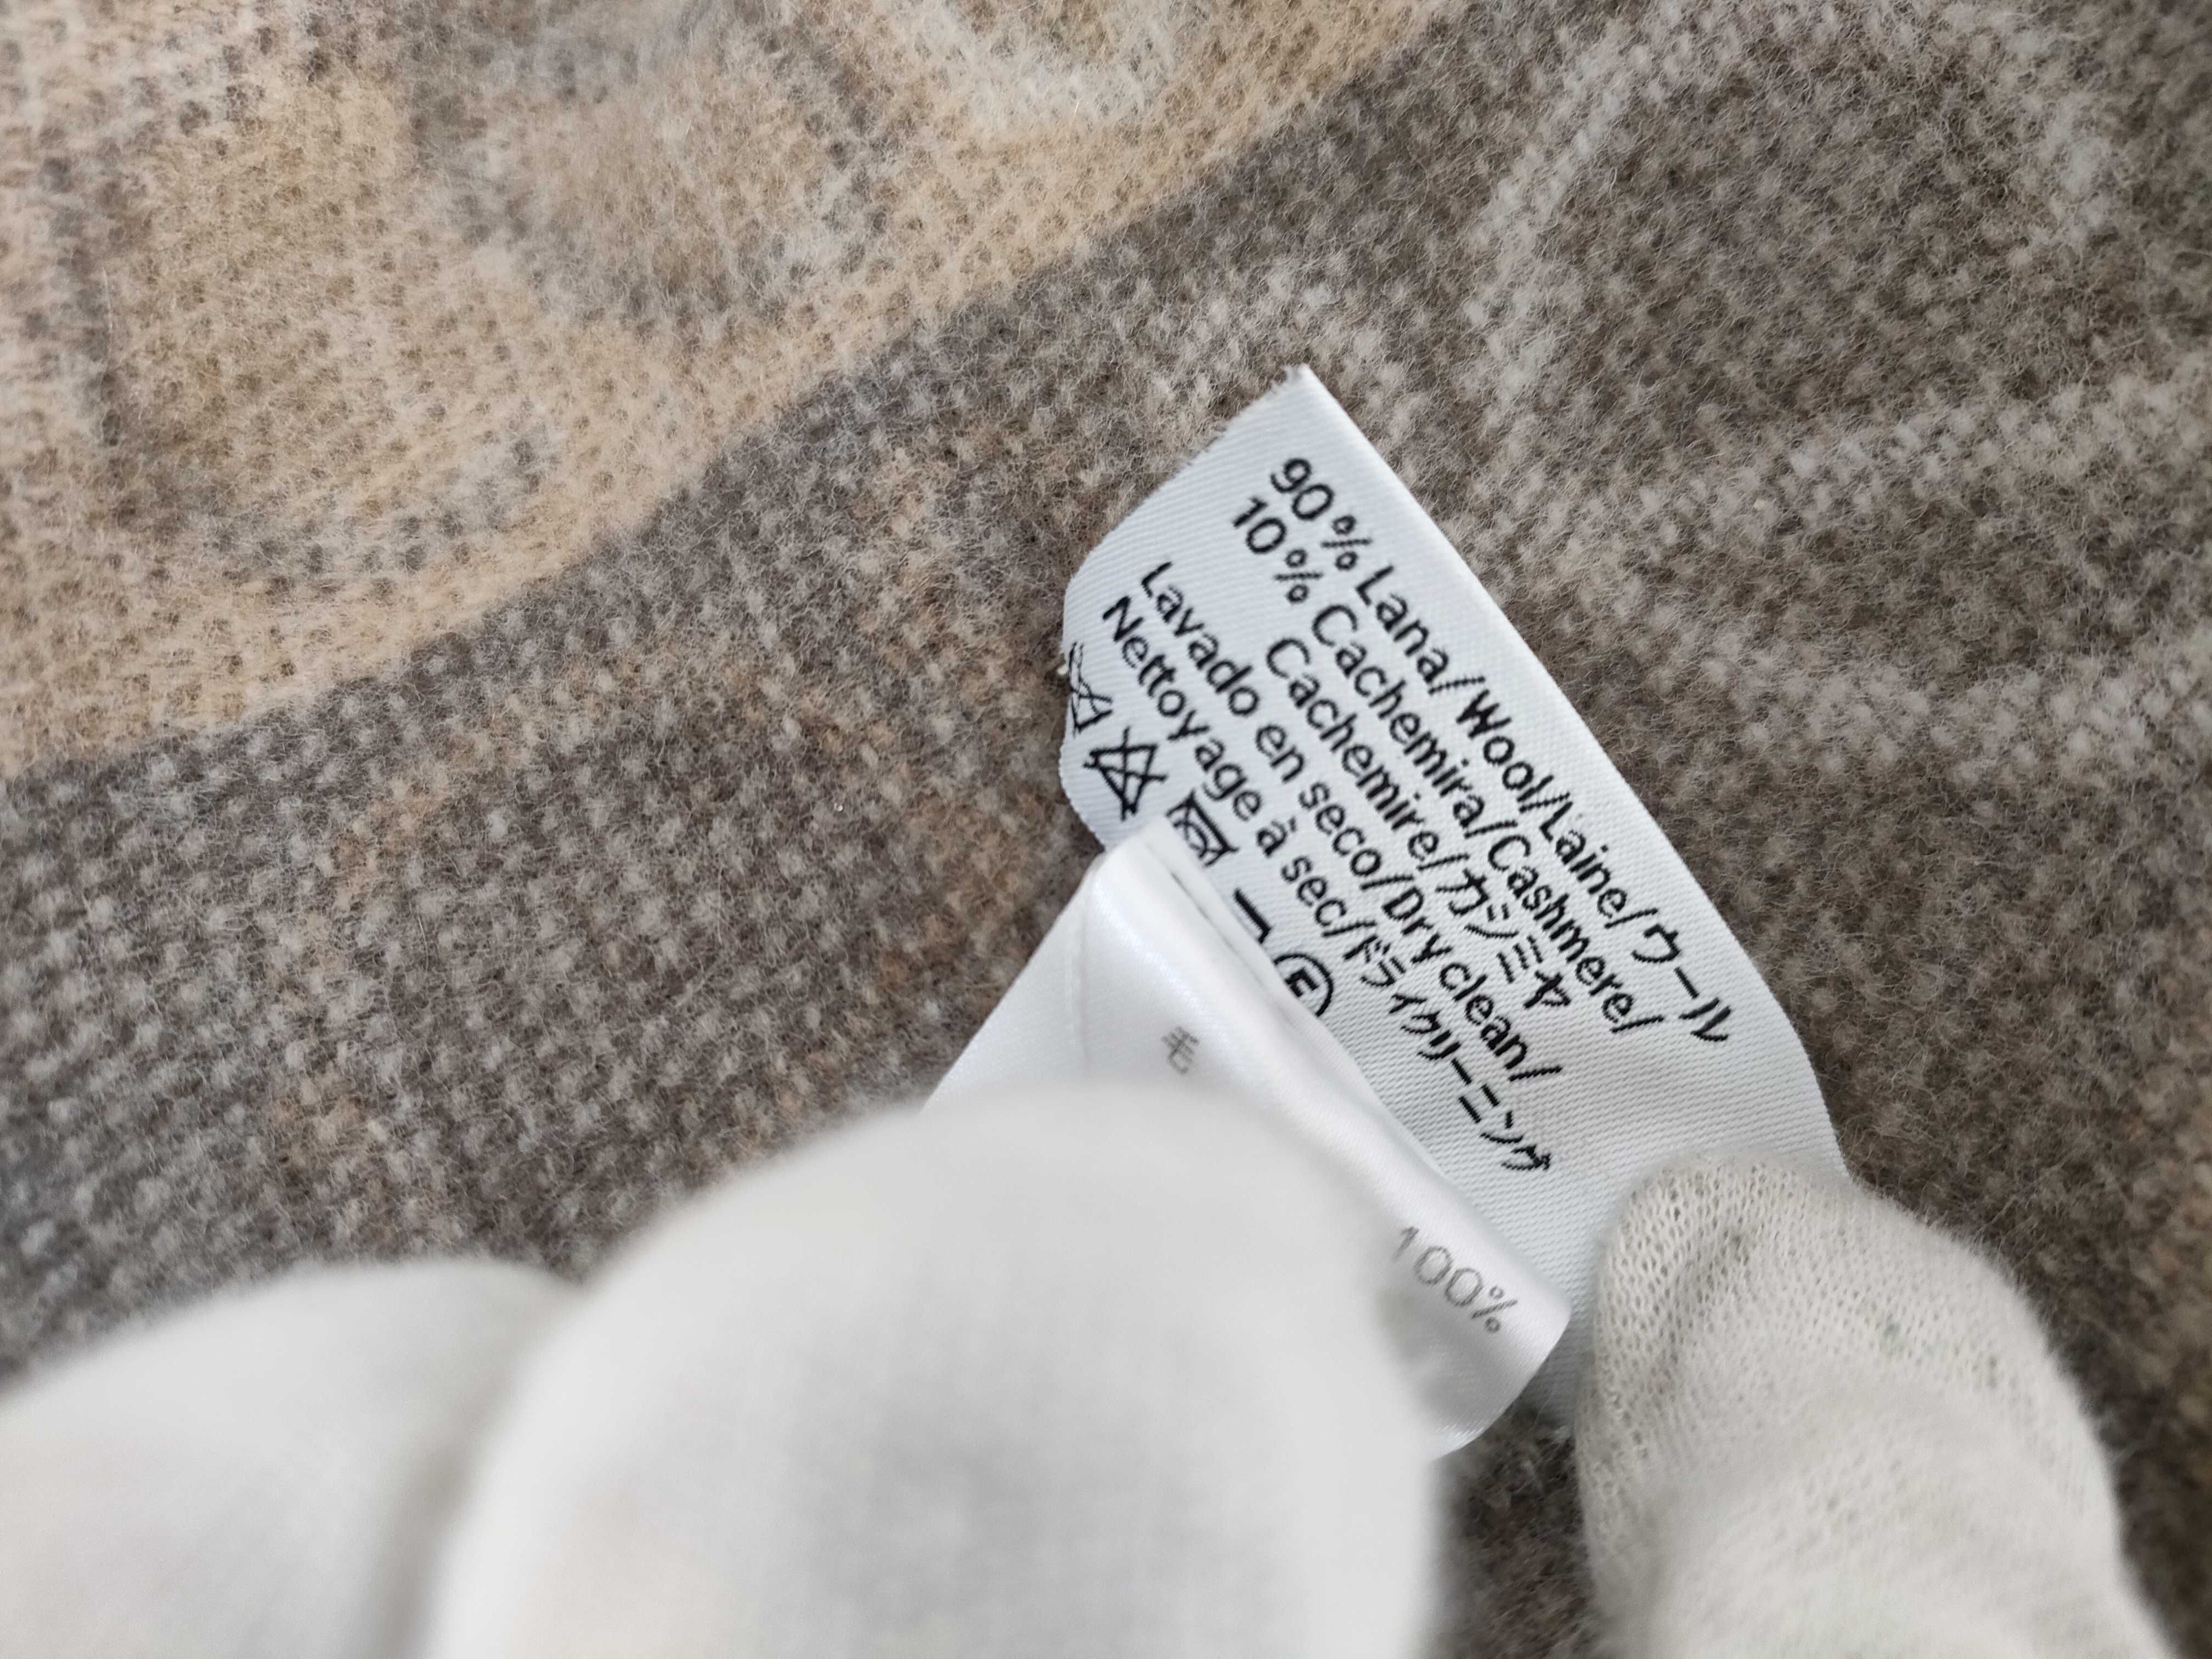 90% Lana/Wool/Laine/ウール
10% Cachemira/Cashmere/
Cachemire/カシミヤ
Lavado en seco/Dry clean/
Nettoyage à sec/ドライクリーニング
毛
100%